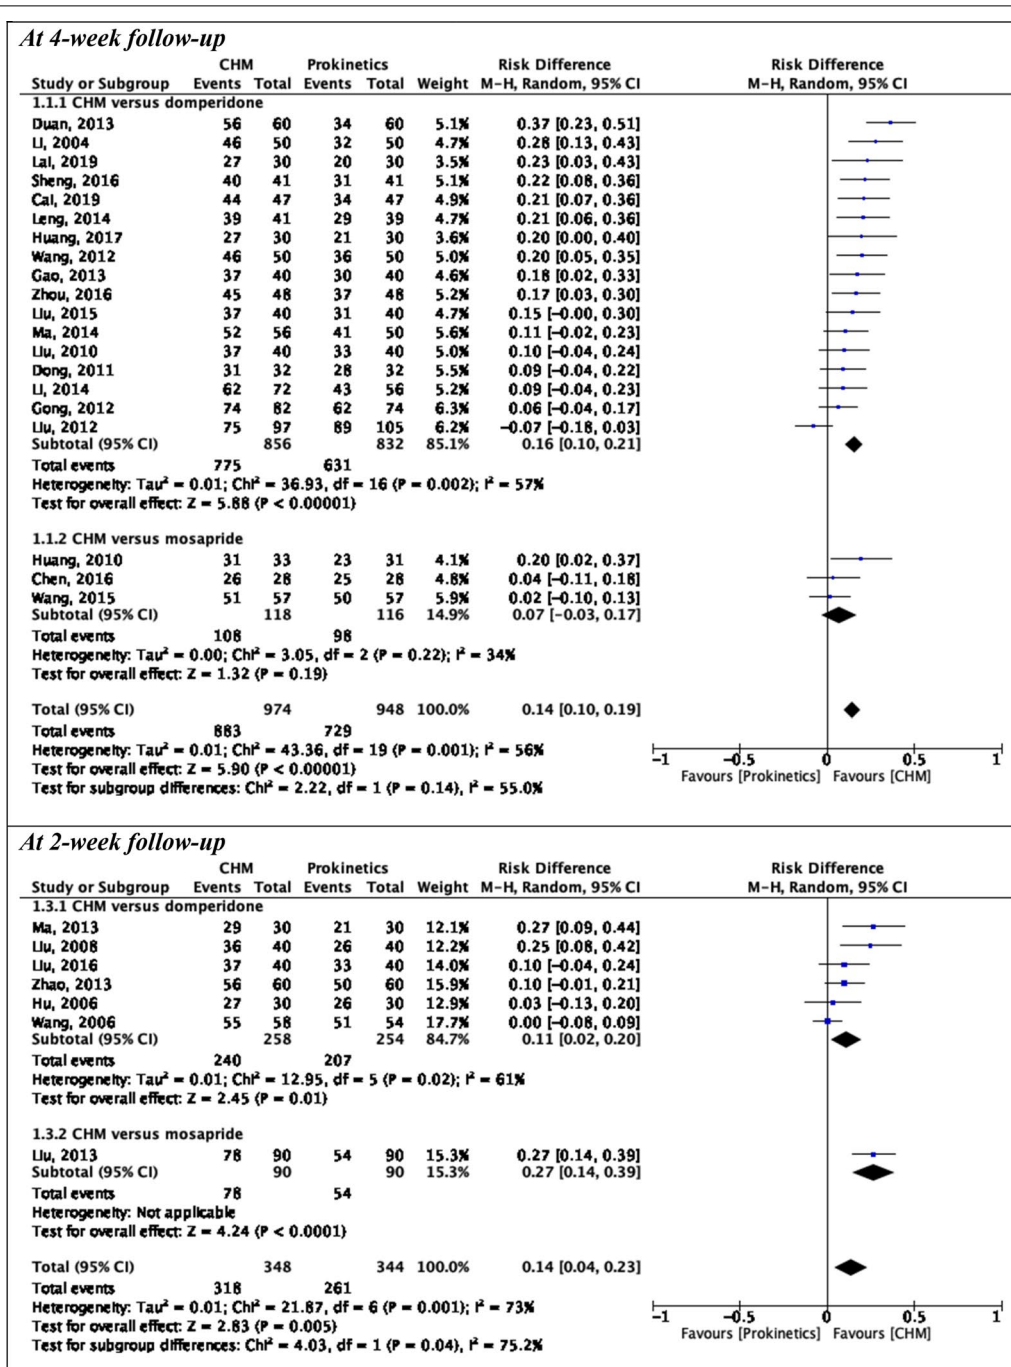 At 4-week follow-up
CHM Prokinetics Risk Difference Risk Difference
Study or Subgroup Events Total Events Total Weight M-H, Random, 95% CI M-H, Random, 95% CI
1.1.1 CHM versus domperidone
Duan, 2013 56 60 34 60 5.1% 0.37 [0.23, 0.51]
Li, 2004 46 50 32 50 4.7% 0.28 [0.13, 0.43]
Lai, 2019 27 30 20 30 3.5% 0.23 [0.03, 0.43]
Sheng, 2016 40 41 31 41 5.1% 0.22 [0.08, 0.36]
Cai, 2019 44 47 34 47 4.9% 0.21 [0.07, 0.36]
Leng, 2014 39 41 29 39 4.7% 0.21 [0.06, 0.36]
Huang, 2017 27 30 21 30 3.6% 0.20 [0.00, 0.40]
Wang, 2012 46 50 36 50 5.0% 0.20 [0.05, 0.35]
Gao, 2013 37 40 30 40 4.6% 0.18 [0.02, 0.33]
Zhou, 2016 45 48 37 48 5.2% 0.17 [0.03, 0.30]
Liu, 2015 37 40 31 40 4.7% 0.15 [-0.00, 0.30]
Ma, 2014 52 56 41 50 5.6% 0.11 [-0.02, 0.23]
Liu, 2010 37 40 33 40 5.0% 0.10 [-0.04, 0.24]
Dong, 2011 31 32 28 32 5.5% 0.09 [-0.04, 0.22]
Li, 2014 62 72 43 56 5.2% 0.09 [-0.04, 0.23]
Gong, 2012 74 82 62 74 6.3% 0.06 [-0.04, 0.17]
Liu, 2012 75 97 89 105 6.2% -0.07 [-0.18, 0.03]
Subtotal (95% CI) 856 832 85.1% 0.16 [0.10, 0.21]
Total events 775 631
Heterogeneity: Tau² = 0.01; Chi² = 36.93, df = 16 (P = 0.002); I² = 57%
Test for overall effect: Z = 5.88 (P < 0.00001)
1.1.2 CHM versus mosapride
Huang, 2010 31 33 23 31 4.1% 0.20 [0.02, 0.37]
Chen, 2016 26 28 25 28 4.8% 0.04 [-0.11, 0.18]
Wang, 2015 51 57 50 57 5.9% 0.02 [-0.10, 0.13]
Subtotal (95% CI) 118 116 14.9% 0.07 [-0.03, 0.17]
Total events 108 98
Heterogeneity: Tau² = 0.00; Chi² = 3.05, df = 2 (P = 0.22); I² = 34%
Test for overall effect: Z = 1.32 (P = 0.19)
Total (95% CI) 974 948 100.0% 0.14 [0.10, 0.19]
Total events 883 729
Heterogeneity: Tau² = 0.01; Chi² = 43.36, df = 19 (P = 0.001); I² = 56%
Test for overall effect: Z = 5.90 (P < 0.00001)
Test for subgroup differences: Chi² = 2.22, df = 1 (P = 0.14), I² = 55.0%
-1 -0.5 0 0.5 1
Favours [Prokinetics] Favours [CHM]
At 2-week follow-up
CHM Prokinetics Risk Difference Risk Difference
Study or Subgroup Events Total Events Total Weight M-H, Random, 95% CI M-H, Random, 95% CI
1.3.1 CHM versus domperidone
Ma, 2013 29 30 21 30 12.1% 0.27 [0.09, 0.44]
Liu, 2008 36 40 26 40 12.2% 0.25 [0.08, 0.42]
Liu, 2016 37 40 33 40 14.0% 0.10 [-0.04, 0.24]
Zhao, 2013 56 60 50 60 15.9% 0.10 [-0.01, 0.21]
Hu, 2006 27 30 26 30 12.9% 0.03 [-0.13, 0.20]
Wang, 2006 55 58 51 54 17.7% 0.00 [-0.08, 0.09]
Subtotal (95% CI) 258 254 84.7% 0.11 [0.02, 0.20]
Total events 240 207
Heterogeneity: Tau² = 0.01; Chi² = 12.95, df = 5 (P = 0.02); I² = 61%
Test for overall effect: Z = 2.45 (P = 0.01)
1.3.2 CHM versus mosapride
Liu, 2013 78 90 54 90 15.3% 0.27 [0.14, 0.39]
Subtotal (95% CI) 90 90 15.3% 0.27 [0.14, 0.39]
Total events 78 54
Heterogeneity: Not applicable
Test for overall effect: Z = 4.24 (P < 0.0001)
Total (95% CI) 348 344 100.0% 0.14 [0.04, 0.23]
Total events 318 261
Heterogeneity: Tau² = 0.01; Chi² = 21.87, df = 6 (P = 0.001); I² = 73%
Test for overall effect: Z = 2.83 (P = 0.005)
Test for subgroup differences: Chi² = 4.03, df = 1 (P = 0.04), I² = 75.2%
-1 -0.5 0 0.5 1
Favours [Prokinetics] Favours [CHM]